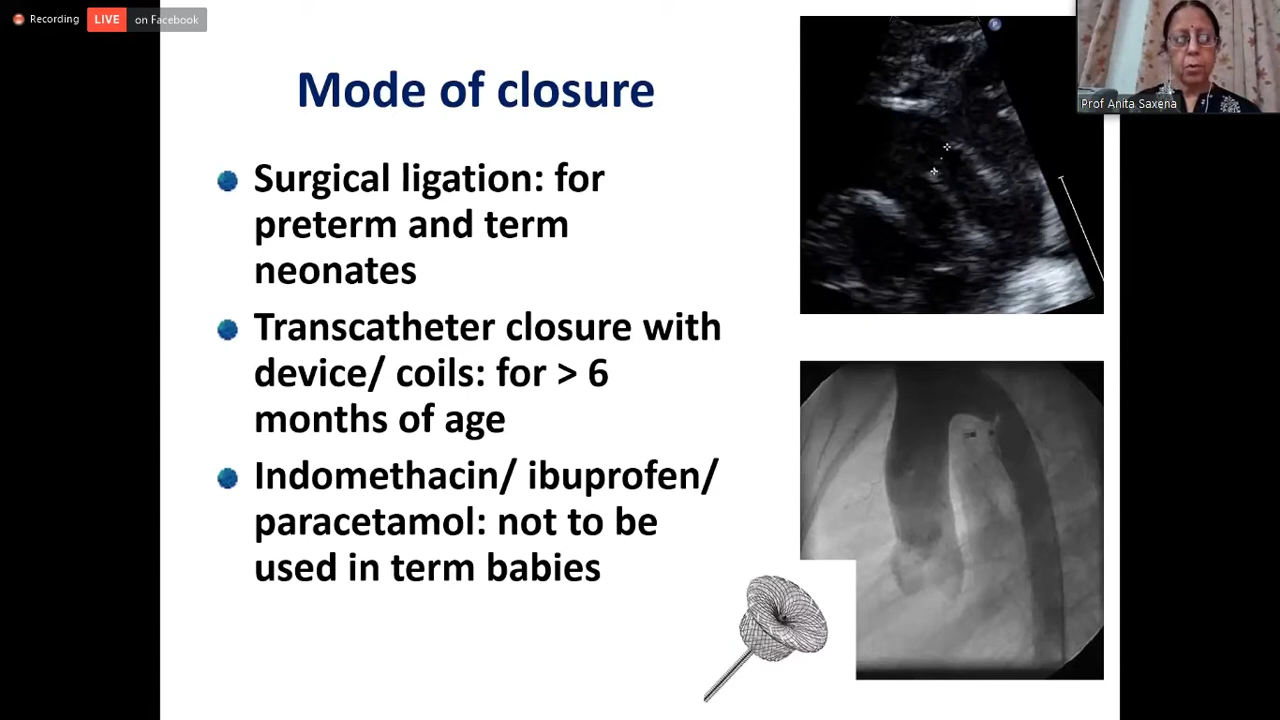 Recording
LIVE on Facebook
Mode of closure
Surgical ligation: for
preterm and term
neonates
Transcatheter closure with
device/ coils: for > 6
months of age
Indomethacin/ ibuprofen/
paracetamol: not to be
used in term babies
P
Prof Anita Saxena